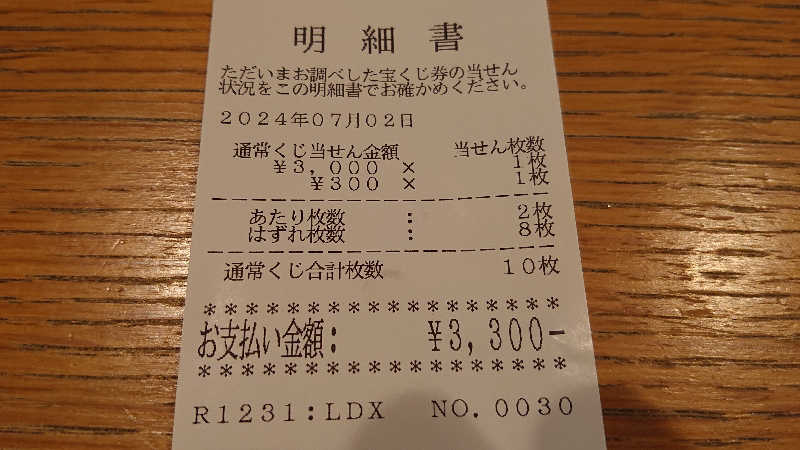 明細書
ただいまお調べした宝くじ券の当せん
状況をこの明細書でお確かめください。
2024年07月02日
通常くじ当せん金額 当せん枚数
¥3,000 × 1枚
¥300 × 1枚
あたり枚数 : 2枚
はずれ枚数 : 8枚
通常くじ合計枚数 10枚
******************
お支払い金額: ¥3,300-
******************
R1231:LDX NO.0030